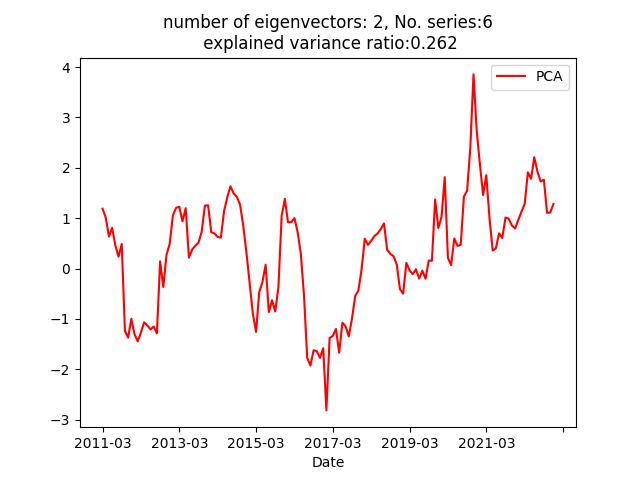 number of eigenvectors: 2, No. series:6
explained variance ratio:0.262
PCA
4
3
2
1
0
−1
−2
−3
2011-03 2013-03 2015-03 2017-03 2019-03 2021-03
Date